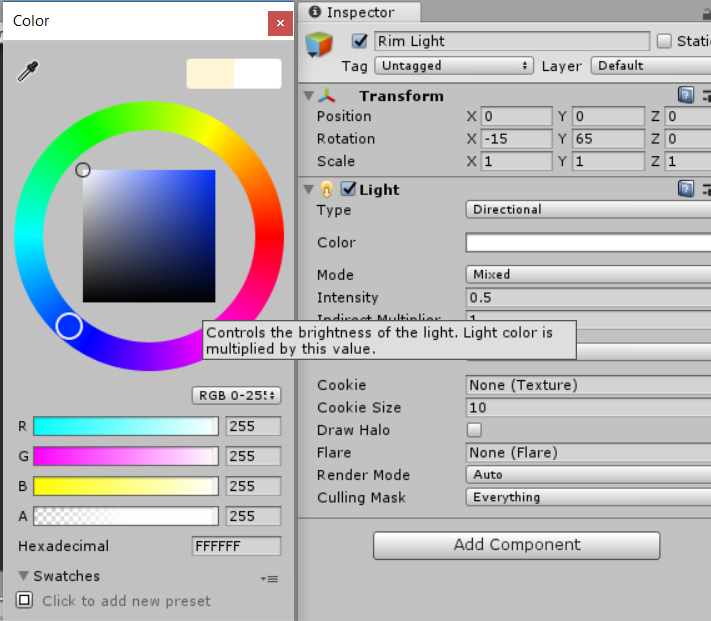 Color
RGB 0-25
R 255
G 255
B 255
A 255
Hexadecimal FFFFFF
Swatches
Click to add new preset
Inspector
Rim Light
Tag Untagged Layer Default
Transform
Position X 0 Y 0 Z 0
Rotation X -15 Y 65 Z 0
Scale X 1 Y 1 Z 1
Light
Type Directional
Color
Mode Mixed
Intensity 0.5
Indirect Multiplier 1
Controls the brightness of the light. Light color is
multiplied by this value.
Cookie None (Texture)
Cookie Size 10
Draw Halo
Flare None (Flare)
Render Mode Auto
Culling Mask Everything
Add Component